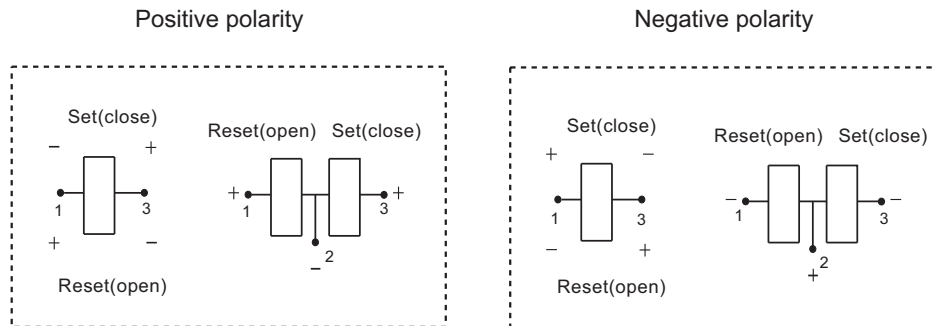 Positive polarity
Negative polarity
Set(close)
Reset(open) Set(close)
− +
+ +
1 3
1 3
2
+ −
−
Reset(open)
Set(close)
Reset(open) Set(close)
+ −
− −
1 3
1 3
2
− +
+
Reset(open)